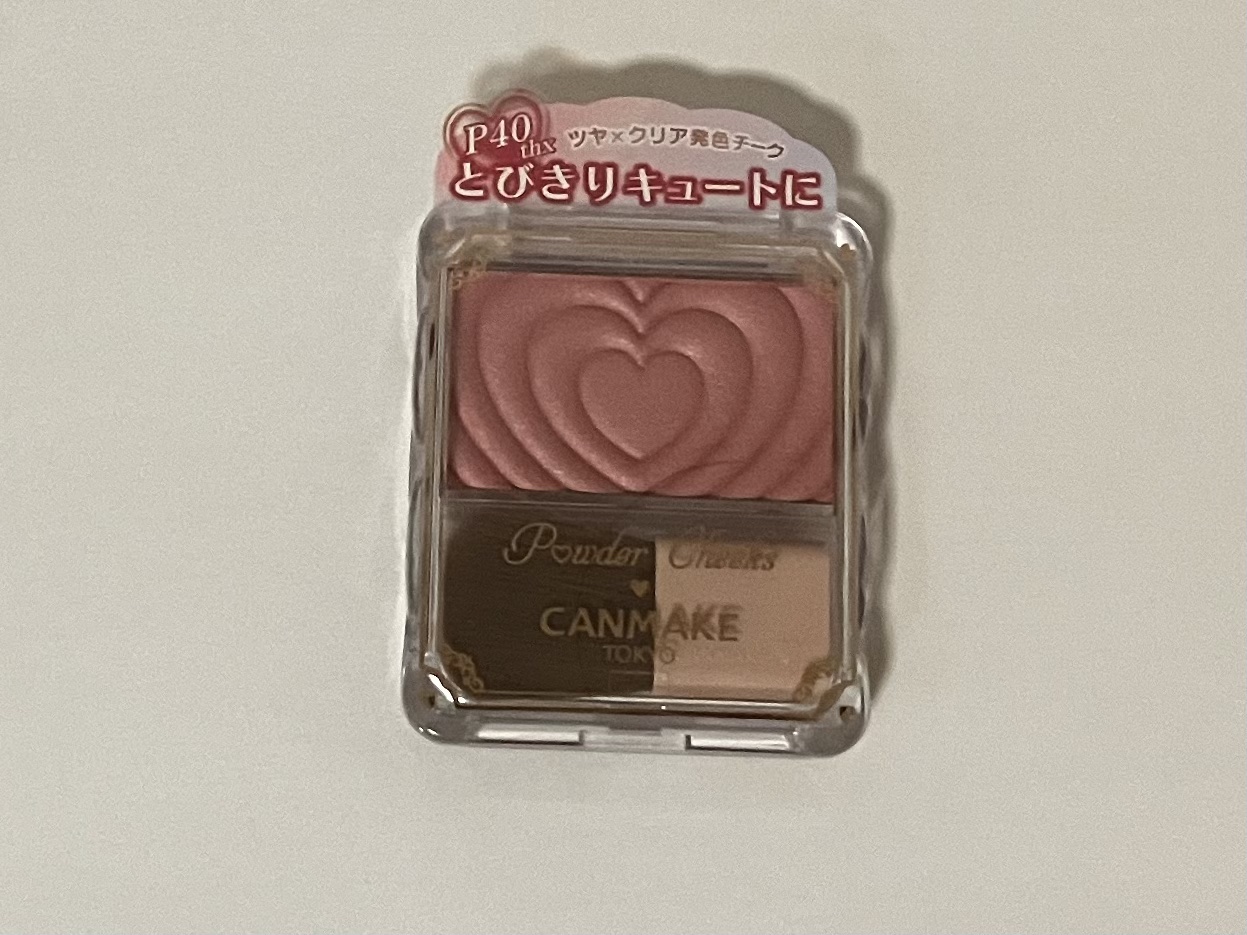 P40 thx ツヤ×クリア発色チーク
とびきりキュートに
Powder Cheeks
CANMAKE
TOKYO